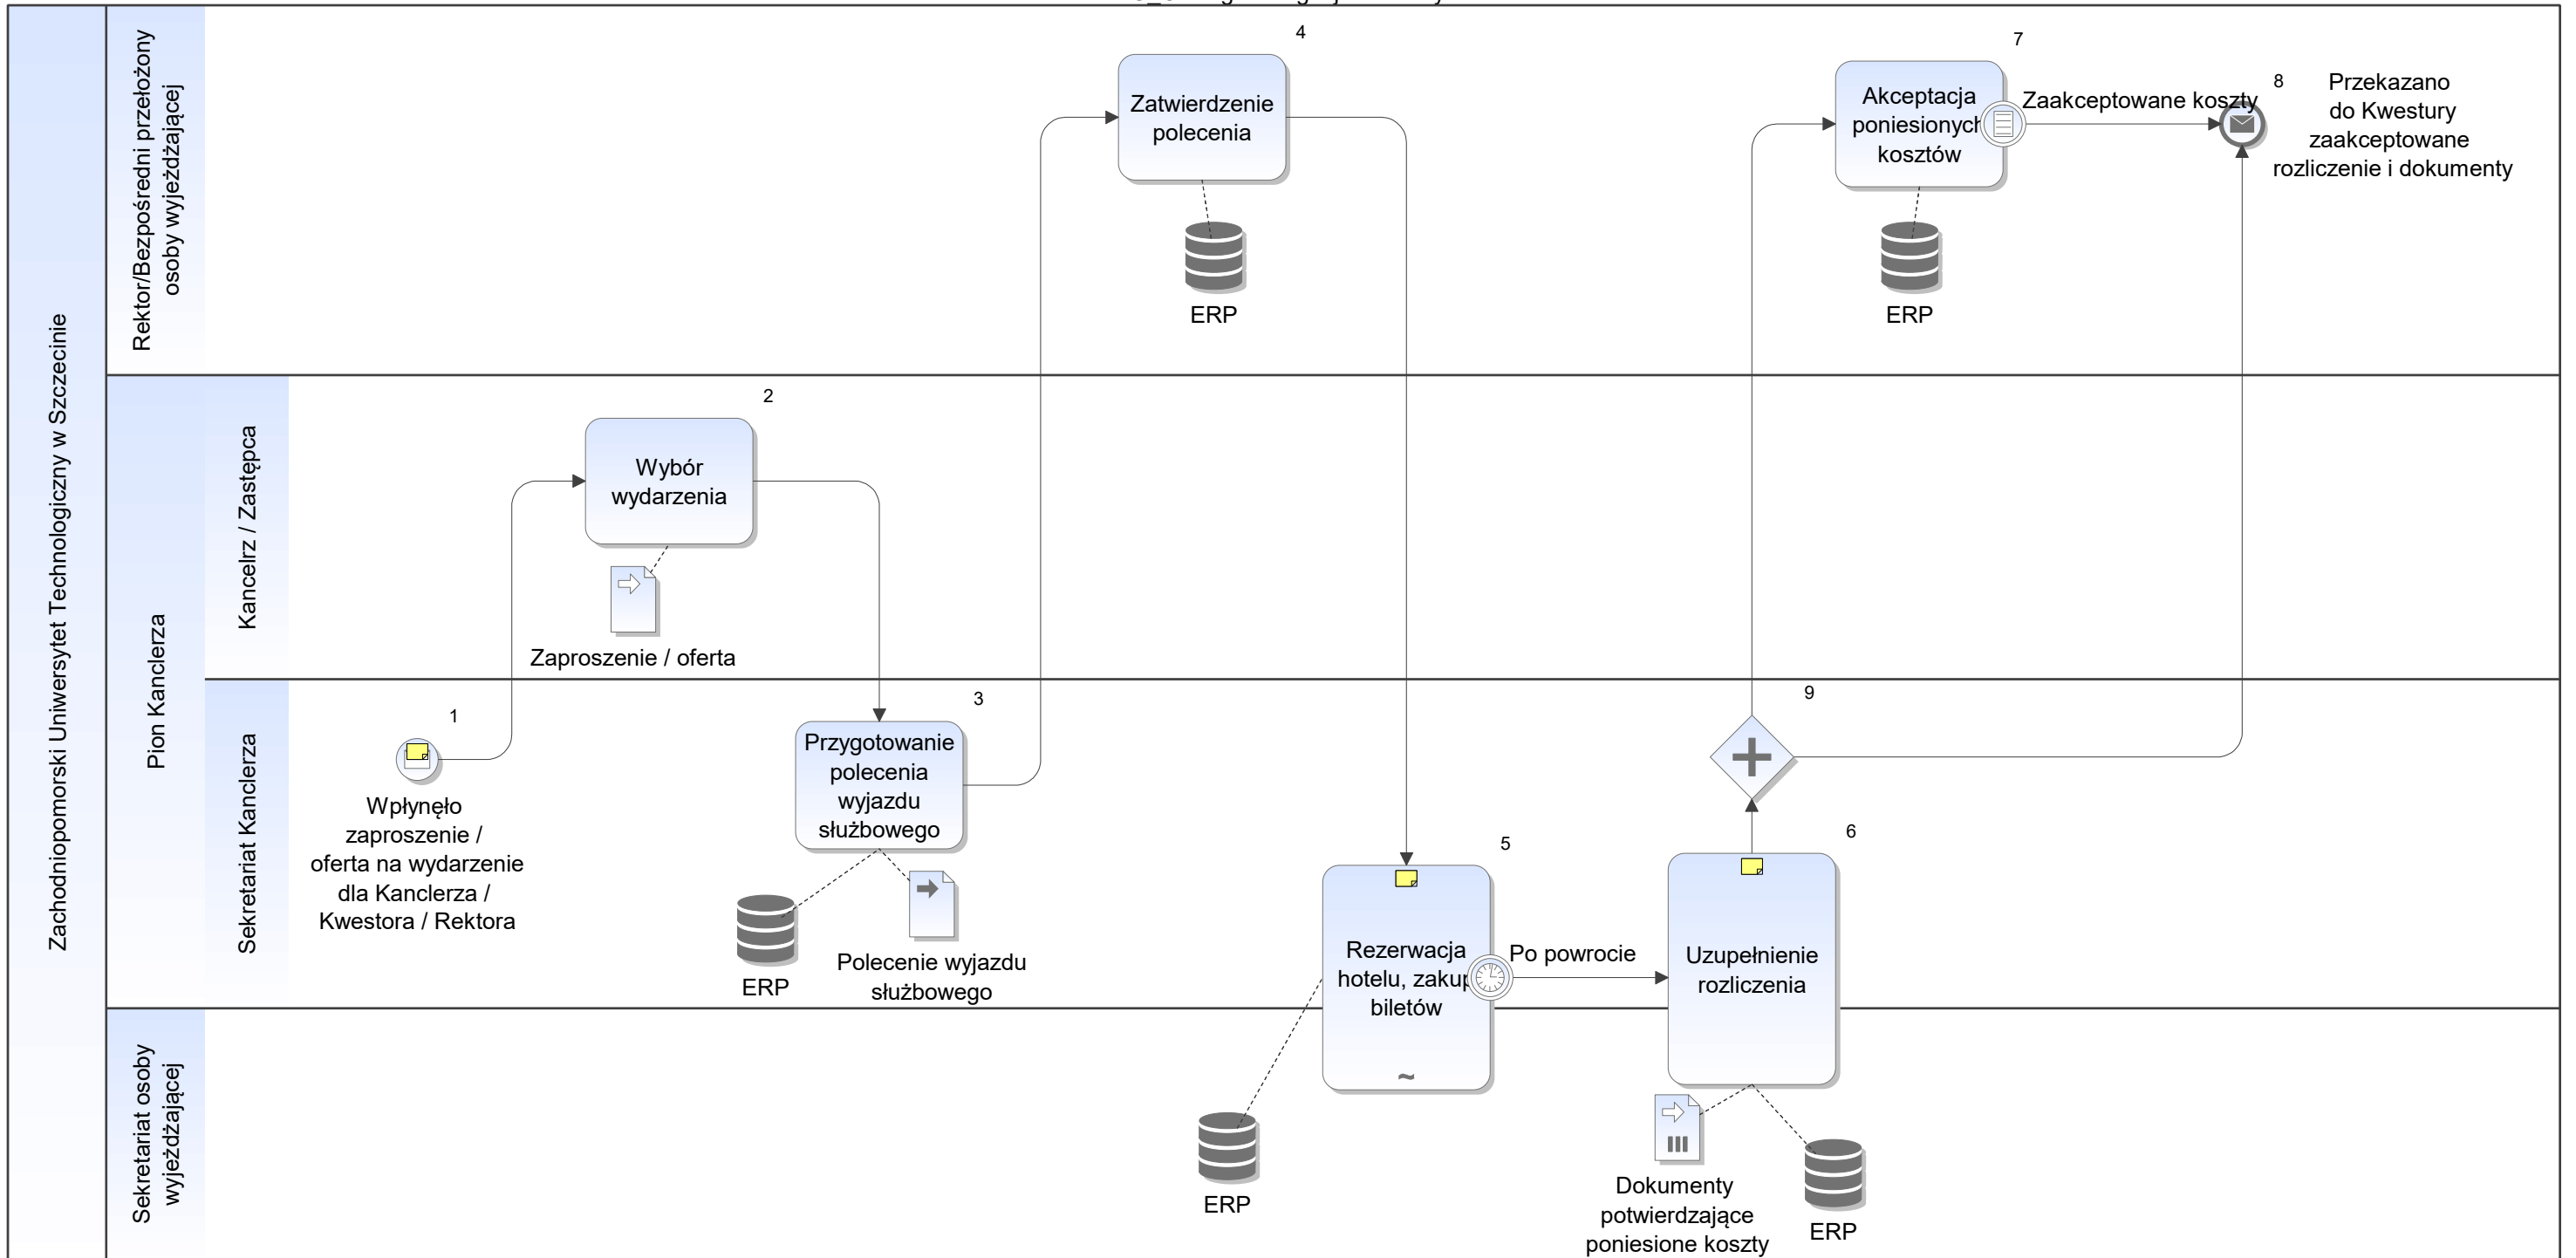 Zachodniopomorski Uniwersytet Technologiczny w Szczecinie
Rektor/Bezpośredni przełożony
osoby wyjeżdżającej
4
Zatwierdzenie
polecenia
ERP
7
Akceptacja
poniesionych
kosztów
ERP
Zaakceptowane koszty
8
Przekazano
do Kwestury
zaakceptowane
rozliczenie i dokumenty
Pion Kanclerza
Kancelrz / Zastępca
2
Wybór
wydarzenia
Zaproszenie / oferta
Sekretariat Kanclerza
1
Wpłynęło
zaproszenie /
oferta na wydarzenie
dla Kanclerza /
Kwestora / Rektora
3
Przygotowanie
polecenia
wyjazdu
służbowego
ERP
Polecenie wyjazdu
służbowego
5
Rezerwacja
hotelu, zakup
biletów
~
Po powrocie
9
6
Uzupełnienie
rozliczenia
Sekretariat osoby
wyjeżdżającej
ERP
Dokumenty
potwierdzające
poniesione koszty
ERP